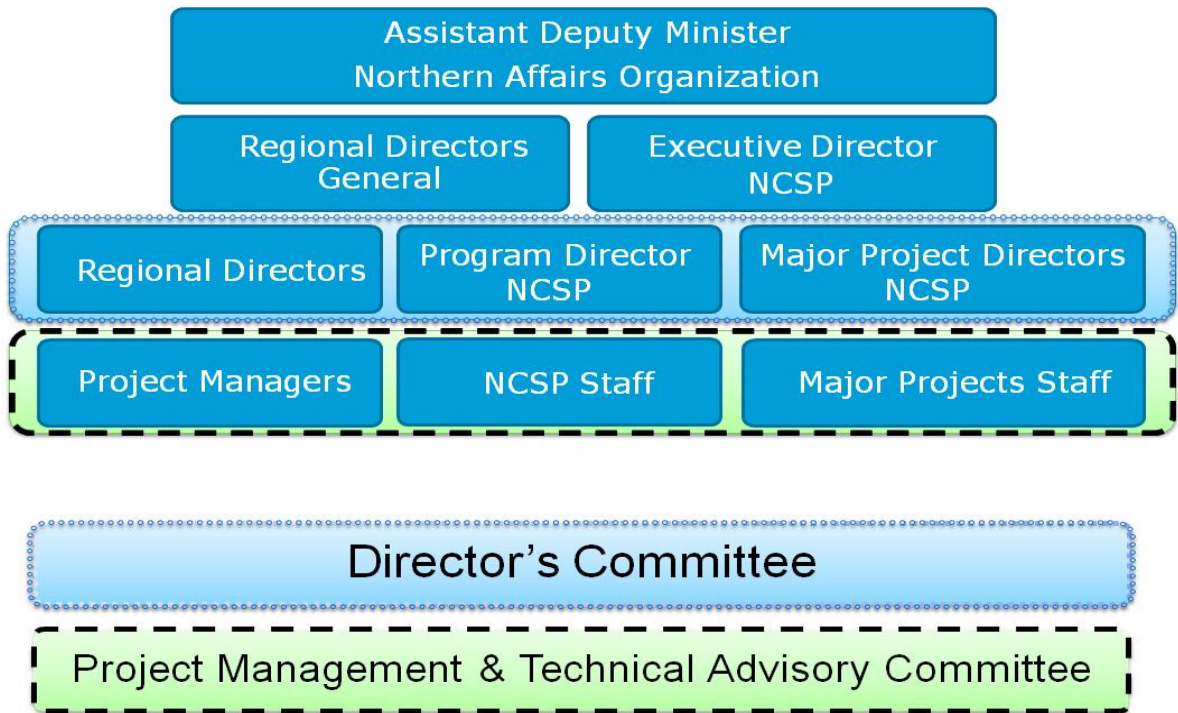 Assistant Deputy Minister
Northern Affairs Organization
Regional Directors
General
Executive Director
NCSP
Regional Directors
Program Director
NCSP
Major Project Directors
NCSP
Project Managers
NCSP Staff
Major Projects Staff
Director’s Committee
Project Management & Technical Advisory Committee